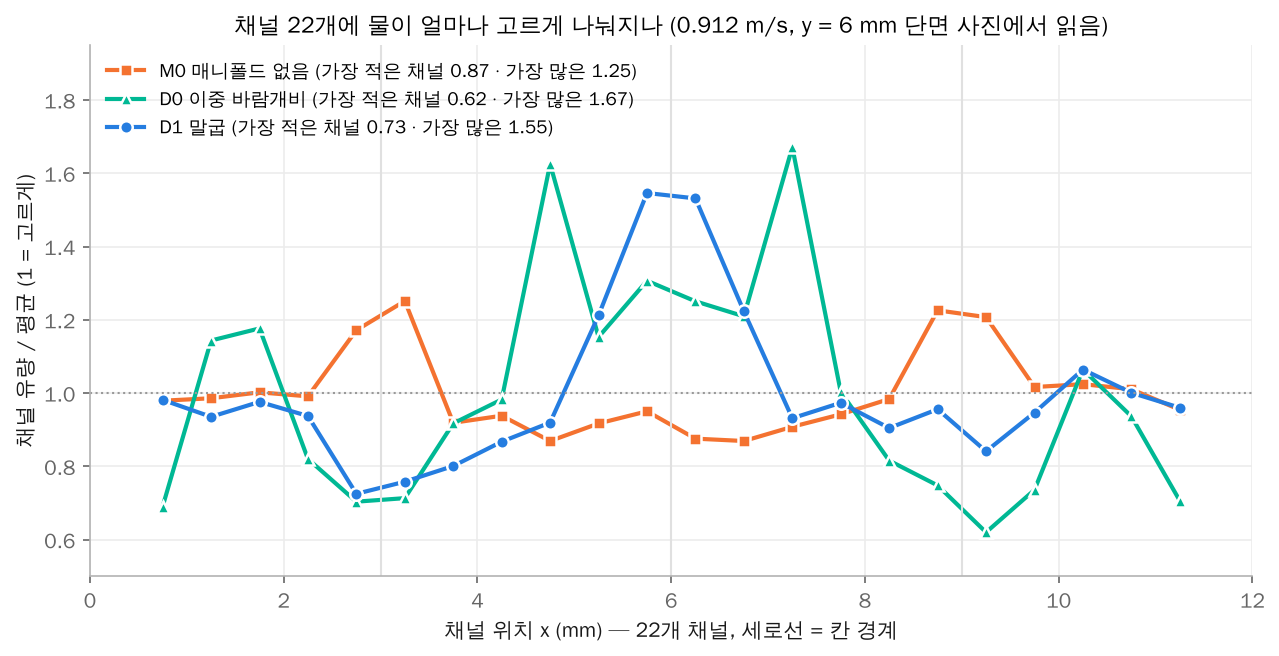 채널 22개에 물이 얼마나 고르게 나눠지나 (0.912 m/s, y = 6 mm 단면 사진에서 읽음)
M0 매니폴드 없음 (가장 적은 채널 0.87 · 가장 많은 1.25)
D0 이중 바람개비 (가장 적은 채널 0.62 · 가장 많은 1.67)
D1 말굽 (가장 적은 채널 0.73 · 가장 많은 1.55)
채널 유량 / 평균 (1 = 고르게)
1.8
1.6
1.4
1.2
1.0
0.8
0.6
0 2 4 6 8 10 12
채널 위치 x (mm) — 22개 채널, 세로선 = 칸 경계